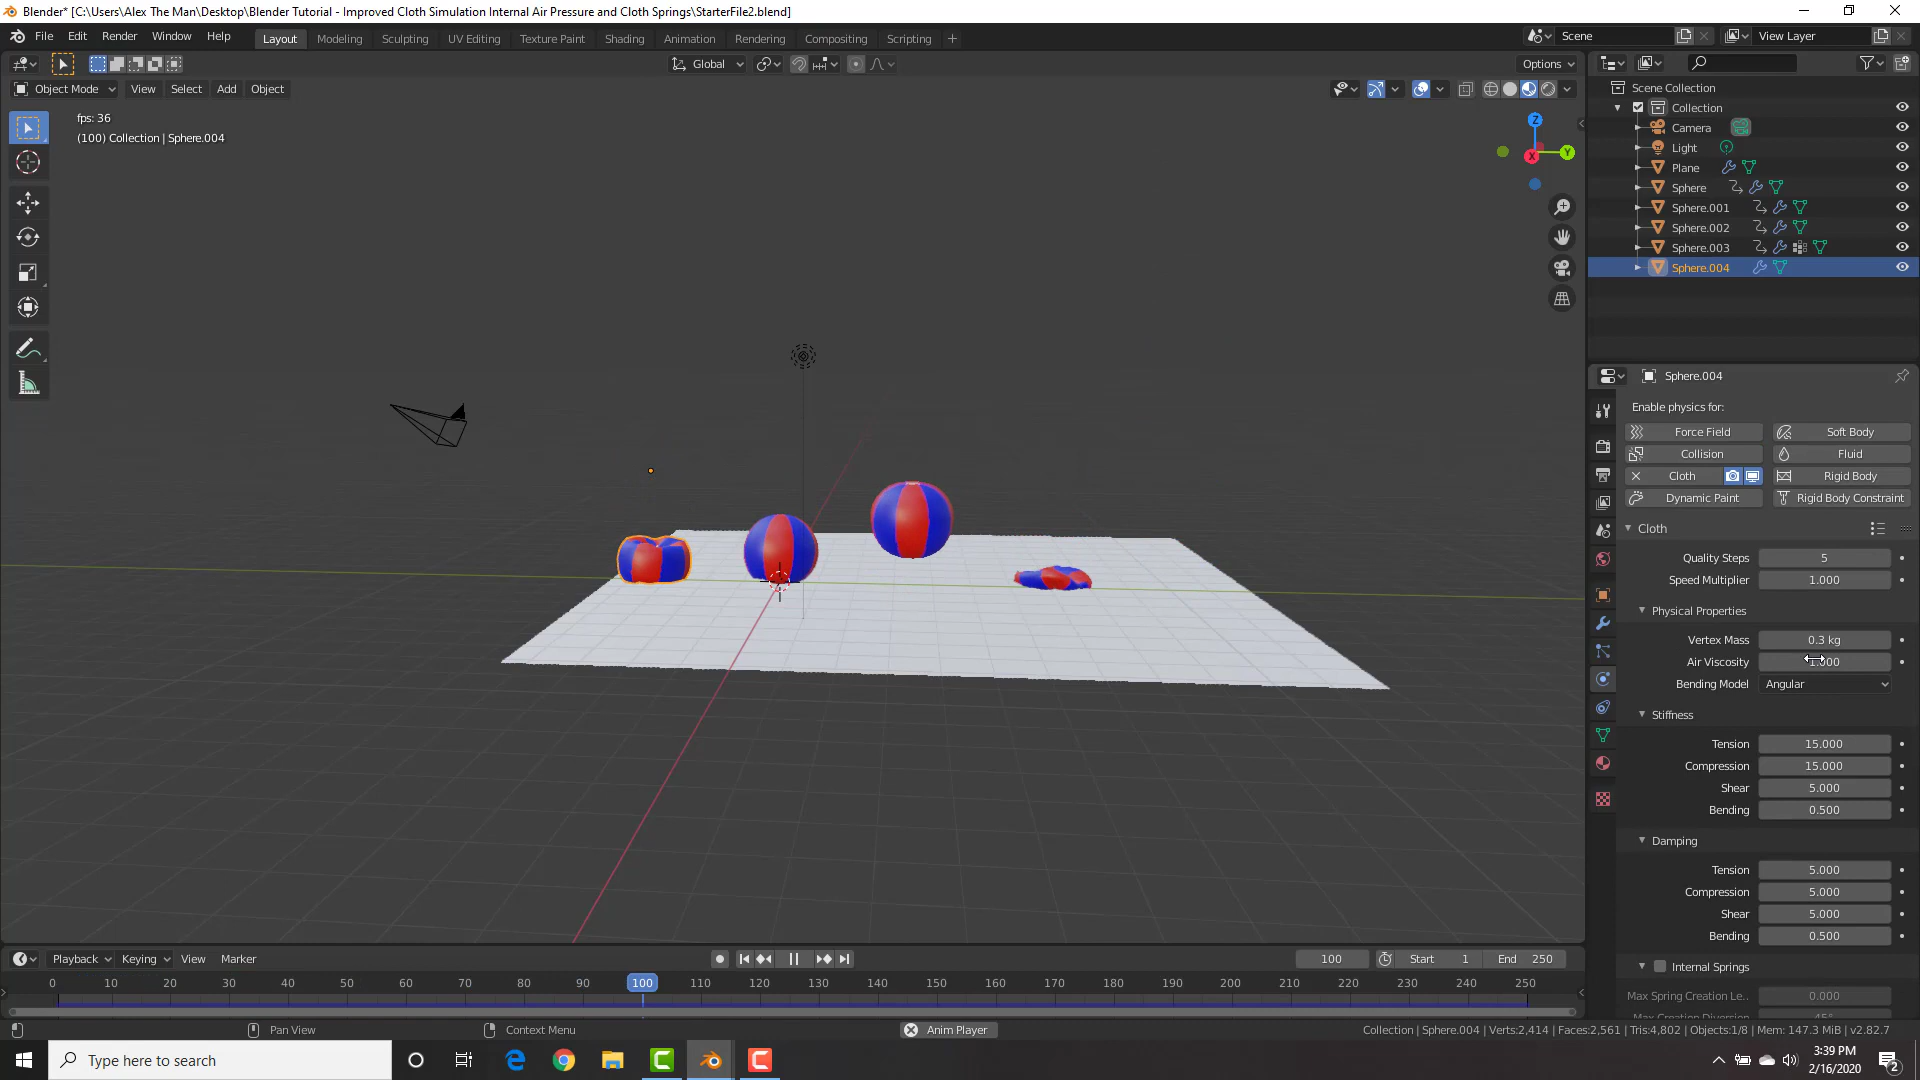 Blender* [C:\Users\Alex The Man\Desktop\Blender Tutorial - Improved Cloth Simulation Internal Air Pressure and Cloth Springs\StarterFile2.blend]
File Edit Render Window Help Layout Modeling Sculpting UV Editing Texture Paint Shading Animation Rendering Compositing Scripting + Scene View Layer
Global Options
Object Mode View Select Add Object
fps: 36
(100) Collection | Sphere.004
Z
Y
X
Scene Collection
Collection
Camera
Light
Plane
Sphere
Sphere.001
Sphere.002
Sphere.003
Sphere.004
Sphere.004
Enable physics for:
Force Field Soft Body
Collision Fluid
Cloth Rigid Body
Dynamic Paint Rigid Body Constraint
Cloth
Quality Steps 5
Speed Multiplier 1.000
Physical Properties
Vertex Mass 0.3 kg
Air Viscosity 1.000
Bending Model Angular
Stiffness
Tension 15.000
Compression 15.000
Shear 5.000
Bending 0.500
Damping
Tension 5.000
Compression 5.000
Shear 5.000
Bending 0.500
Internal Springs
Max Spring Creation Le.. 0.000
Max Creation Diversion 45°
Playback Keying View Marker 100 Start 1 End 250
0 10 20 30 40 50 60 70 80 90 100 110 120 130 140 150 160 170 180 190 200 210 220 230 240 250
Pan View Context Menu Anim Player Collection | Sphere.004 | Verts:2,414 | Faces:2,561 | Tris:4,802 | Objects:1/8 | Mem: 147.3 MiB | v2.82.7
Type here to search
3:39 PM
2/16/2020
2